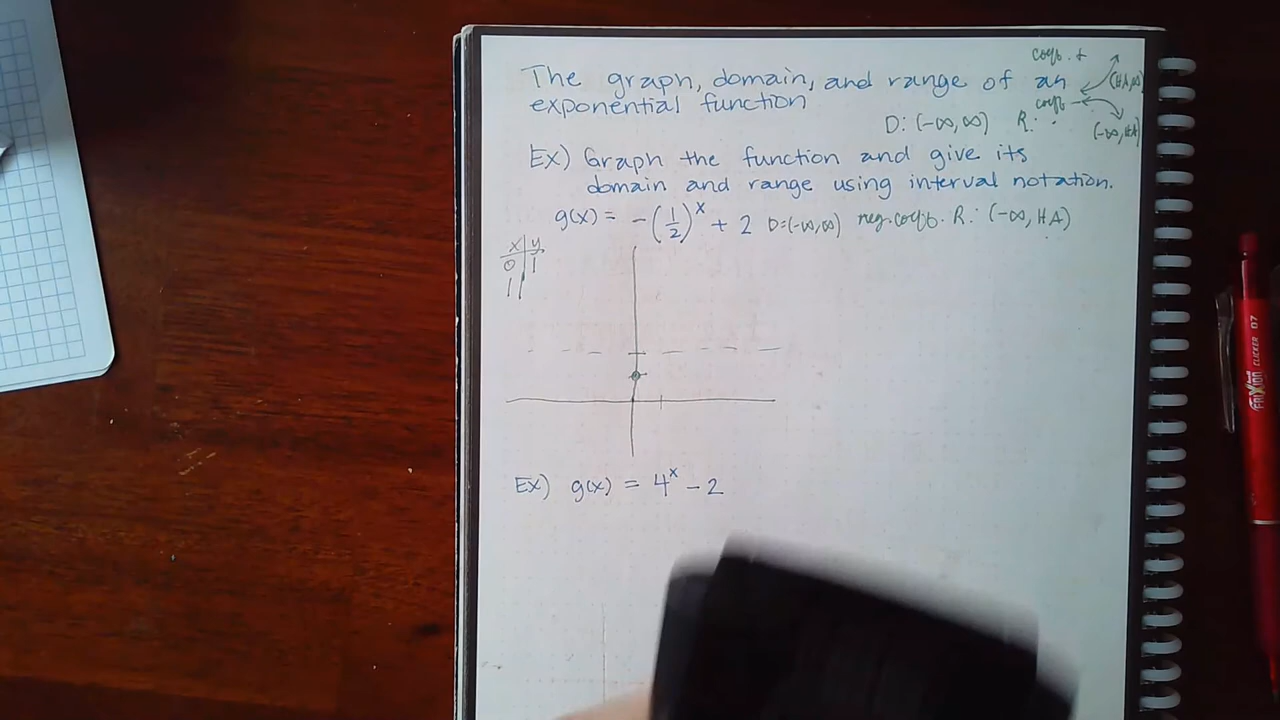 The graph, domain, and range of an
exponential function
coeff. +
(HA,∞)
coeff -
(-∞, HA)
D: (-∞, ∞) R:
Ex) Graph the function and give its
domain and range using interval notation.
g(x) = -(1/2)^x + 2 D=(-∞,∞) neg. coeff. R: (-∞, HA)
x y
0 1
1
Ex) g(x) = 4^x - 2
FRIXION CLICKER 07